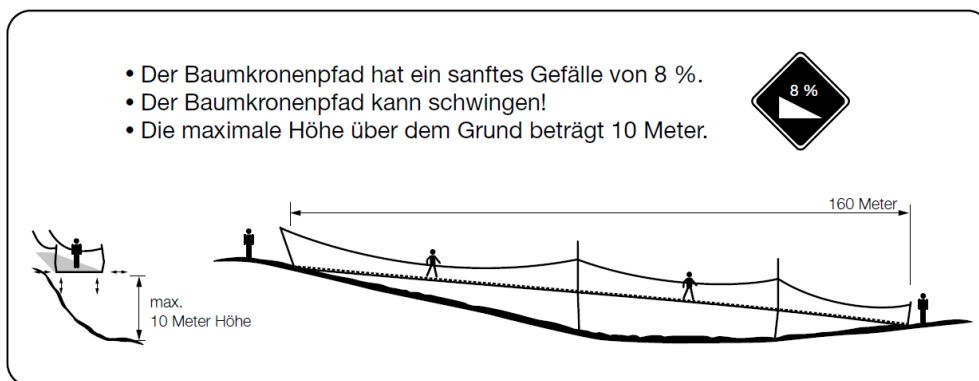 • Der Baumkronenpfad hat ein sanftes Gefälle von 8 %.
• Der Baumkronenpfad kann schwingen!
• Die maximale Höhe über dem Grund beträgt 10 Meter.
8 %
160 Meter
max.
10 Meter Höhe